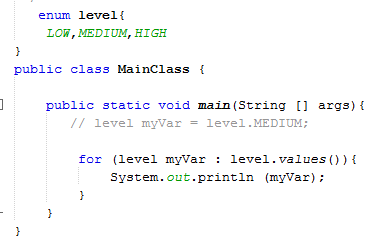 enum level{
LOW,MEDIUM,HIGH
}
public class MainClass {
public static void main(String [] args){
// level myVar = level.MEDIUM;
for (level myVar : level.values()){
System.out.println (myVar);
}
}
}